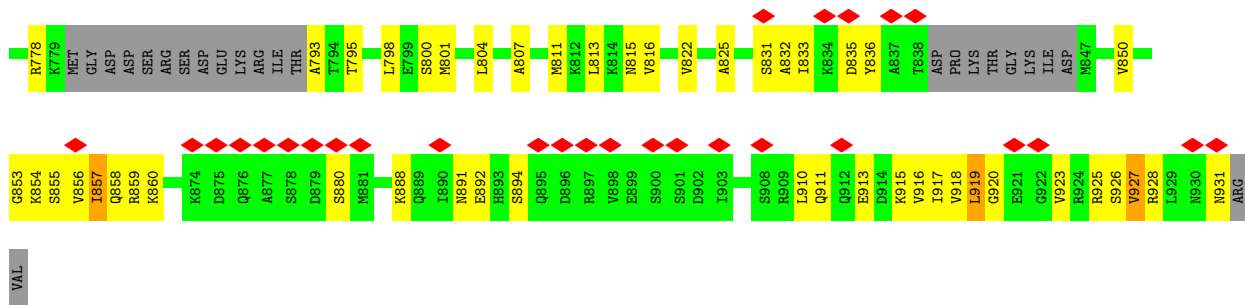 R778 K779 MET GLY ASP ASP SER ARG SER ASP GLU LYS ARG ILE THR A793 T794 T795 L798 E799 S800 M801 L804 A807 M811 K812 L813 K814 N815 V816 V822 A825 S831 A832 I833 K834 D835 Y836 A837 T838 ASP PRO LYS THR GLY LYS ILE ASP M847 V850
G853 K854 S855 V856 I857 Q858 R859 K860 K874 D875 Q876 A877 S878 D879 S880 M881 K888 Q889 I890 N891 E892 H893 S894 Q895 D896 R897 V898 E899 S900 S901 D902 I903 S908 R909 L910 Q911 Q912 E913 D914 K915 V916 I917 V918 L919 G920 E921 G922 V923 R924 R925 S926 V927 R928 L929 N930 N931 ARG
VAL